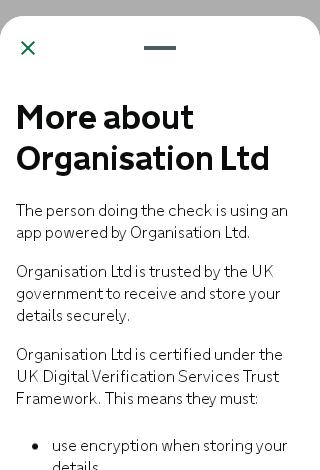 More about
Organisation Ltd
The person doing the check is using an
app powered by Organisation Ltd.
Organisation Ltd is trusted by the UK
government to receive and store your
details securely.
Organisation Ltd is certified under the
UK Digital Verification Services Trust
Framework. This means they must:
• use encryption when storing your
details